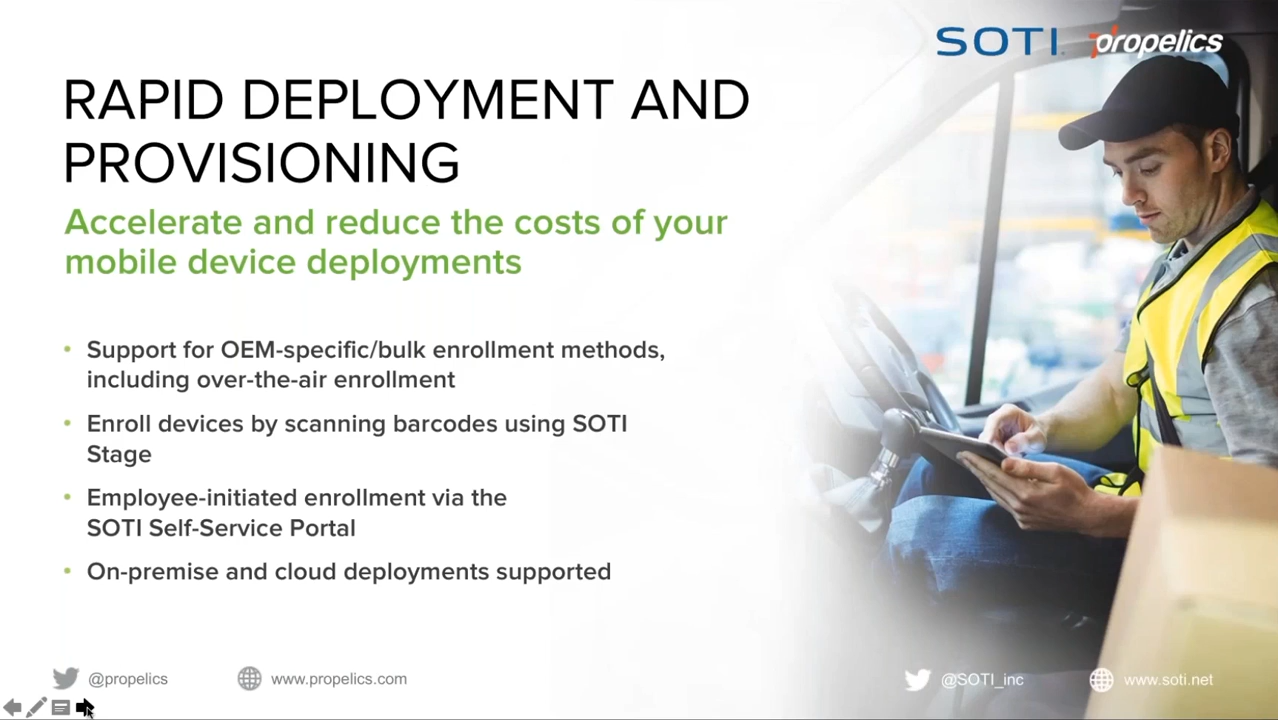 SOTI propelics
RAPID DEPLOYMENT AND
PROVISIONING
Accelerate and reduce the costs of your
mobile device deployments
• Support for OEM-specific/bulk enrollment methods,
including over-the-air enrollment
• Enroll devices by scanning barcodes using SOTI
Stage
• Employee-initiated enrollment via the
SOTI Self-Service Portal
• On-premise and cloud deployments supported
@propelics www.propelics.com @SOTI_inc www.soti.net